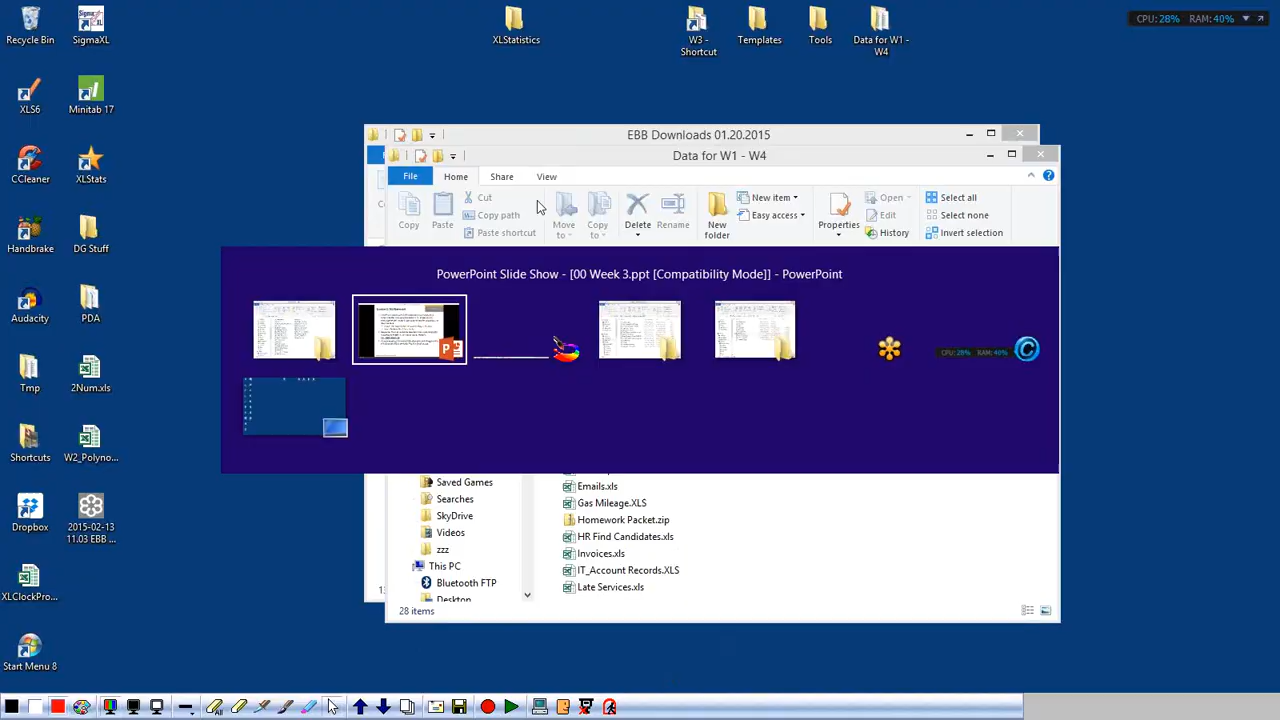 Recycle Bin
SigmaXL
XLStatistics
W3 -
Shortcut
Templates
Tools
Data for W1 -
W4
CPU:28% RAM:40%
XLS6
Minitab 17
CCleaner
XLStats
Handbrake
DG Stuff
Audacity
PDA
Tmp
2Num.xls
Shortcuts
W2_Polyno...
Dropbox
2015-02-13
11.03 EBB ...
XLClockPro...
Start Menu 8
EBB Downloads 01.20.2015
Data for W1 - W4
File
Home
Share
View
Copy
Paste
Cut
Copy path
Paste shortcut
Move
to
Copy
to
Delete
Rename
New
folder
New item
Easy access
Properties
Open
Edit
History
Select all
Select none
Invert selection
PowerPoint Slide Show - [00 Week 3.ppt [Compatibility Mode]] - PowerPoint
CPU:28% RAM:40%
Saved Games
Searches
SkyDrive
Videos
zzz
This PC
Bluetooth FTP
Desktop
Emails.xls
Gas Mileage.XLS
Homework Packet.zip
HR Find Candidates.xls
Invoices.xls
IT_Account Records.XLS
Late Services.xls
28 items